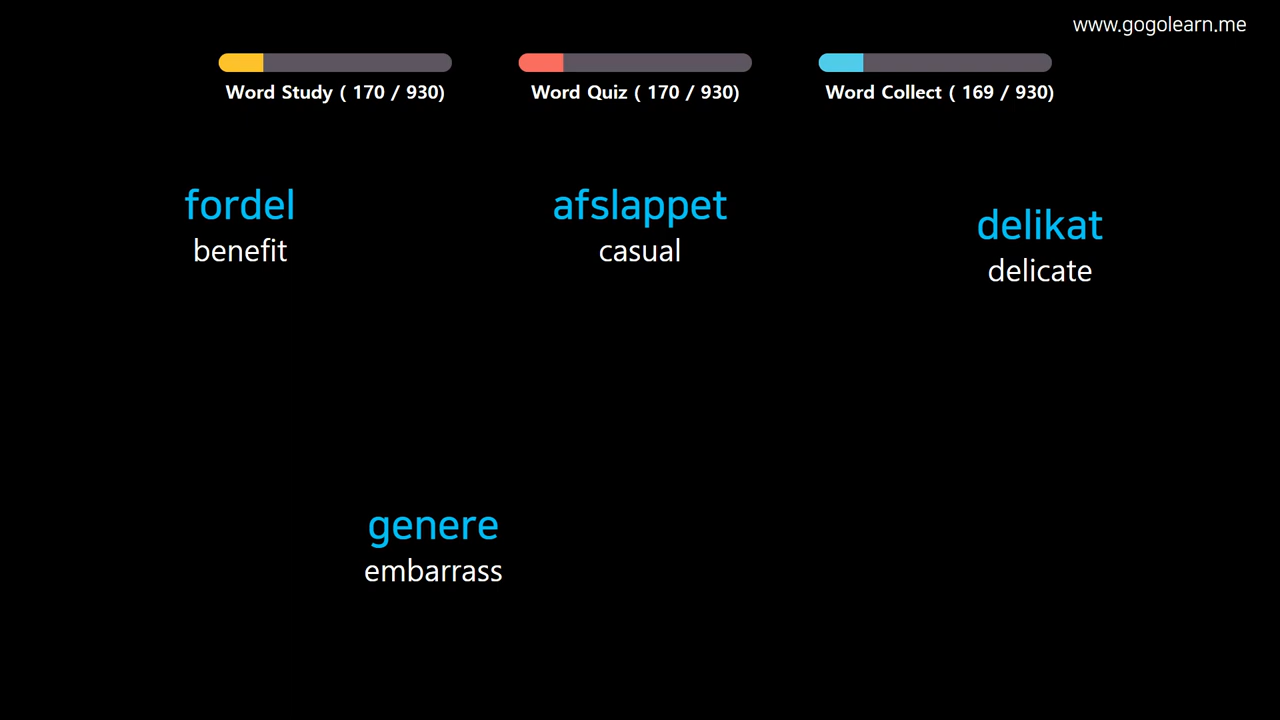 www.gogolearn.me
Word Study ( 170 / 930)
Word Quiz ( 170 / 930)
Word Collect ( 169 / 930)
fordel
benefit
afslappet
casual
delikat
delicate
genere
embarrass